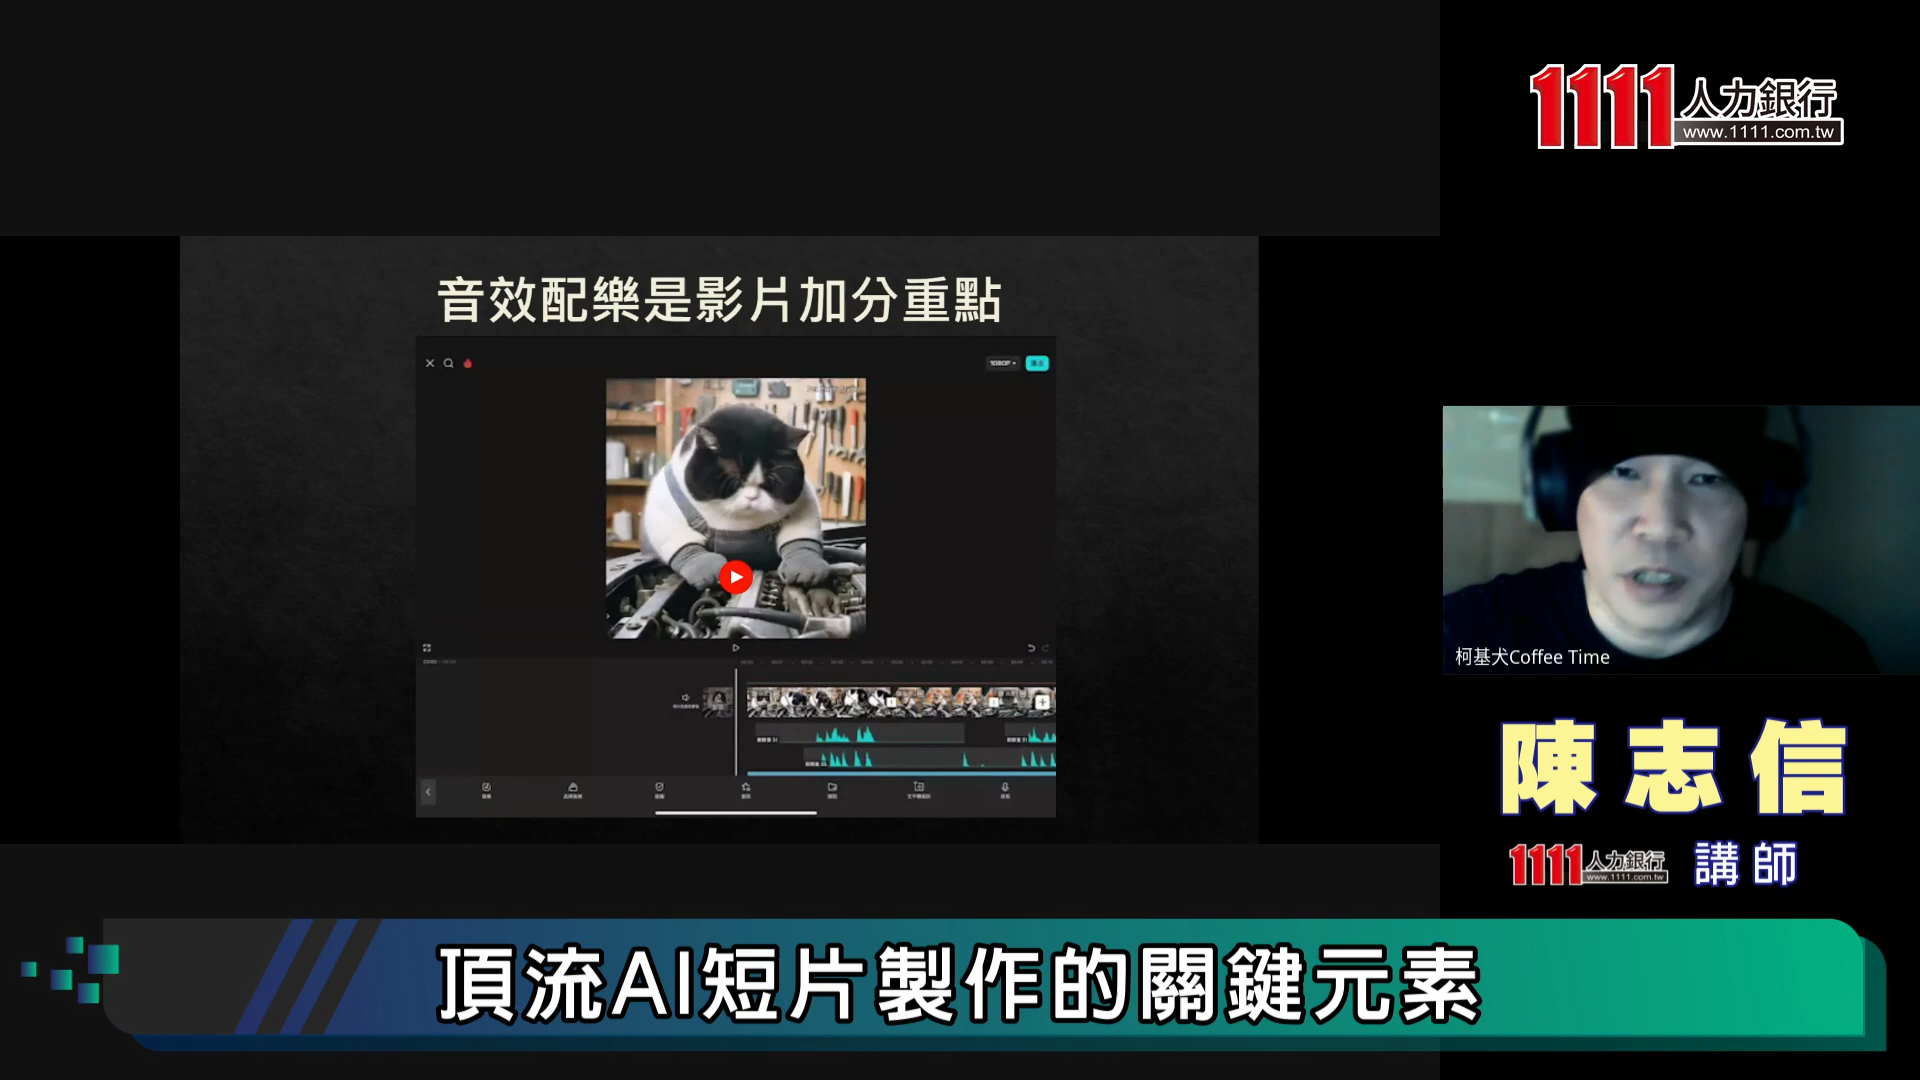 1111人力銀行
www.1111.com.tw
音效配樂是影片加分重點
1080P
柯基犬Coffee Time
陳志信
1111人力銀行
www.1111.com.tw
講師
頂流AI短片製作的關鍵元素